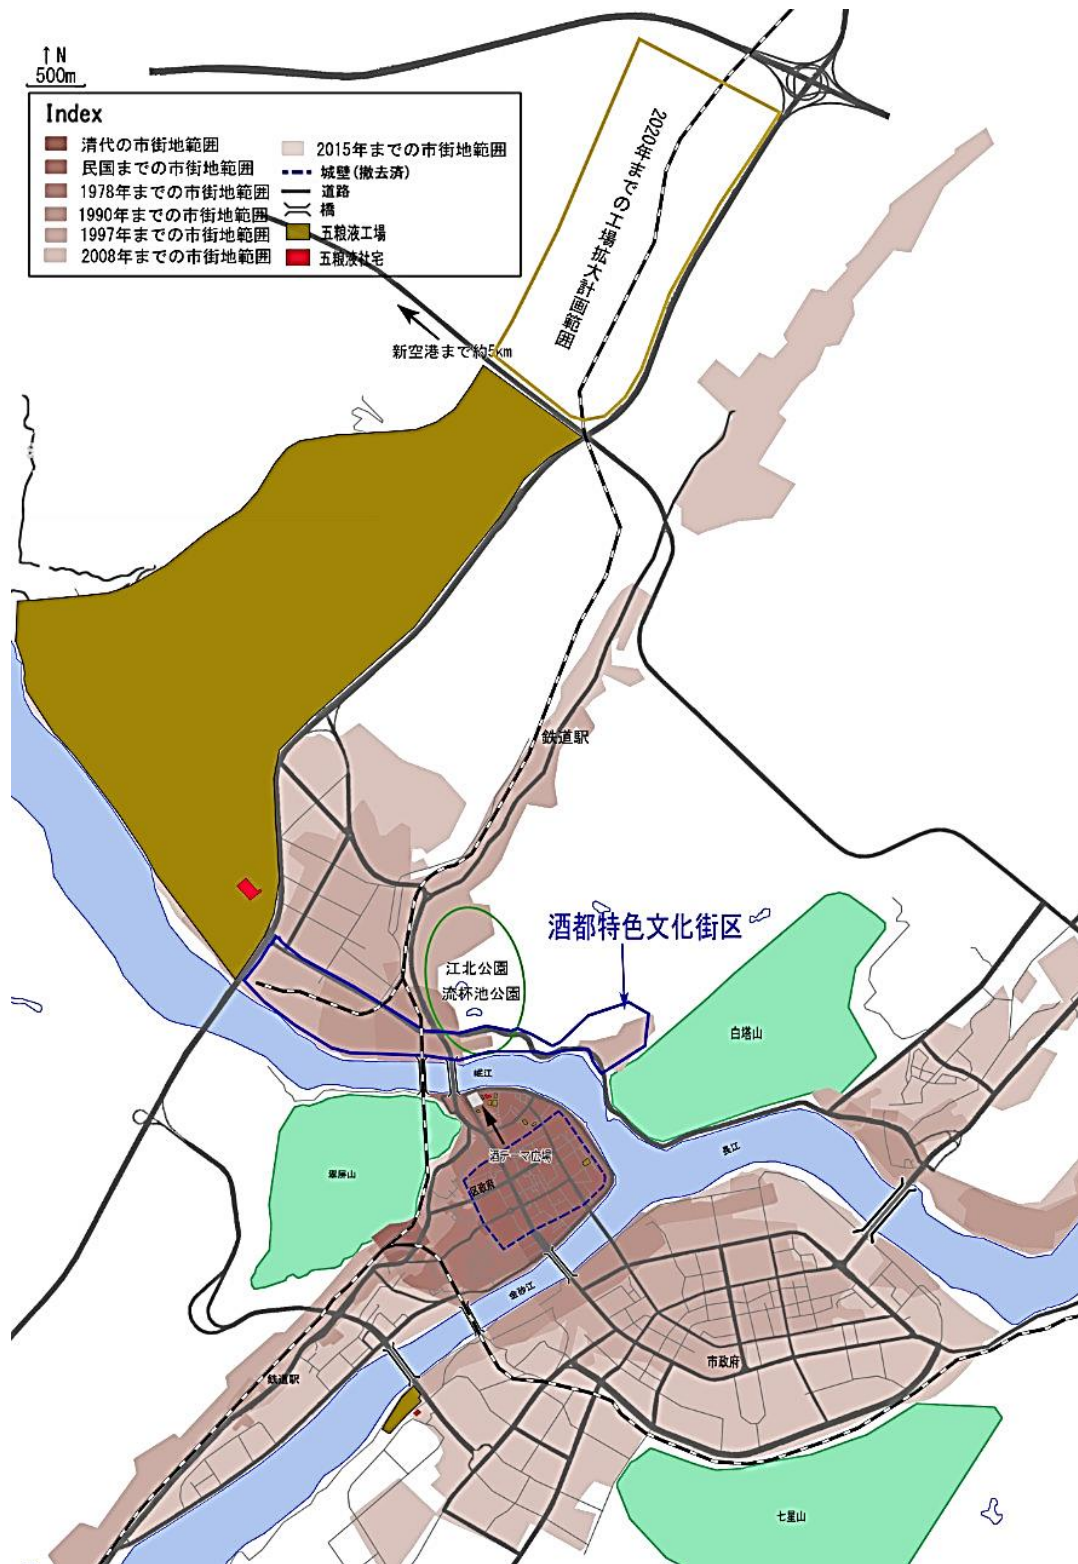 ↑N
500m
Index
清代の市街地範囲
民国までの市街地範囲
1978年までの市街地範囲
1990年までの市街地範囲
1997年までの市街地範囲
2008年までの市街地範囲
2015年までの市街地範囲
城壁(撤去済)
道路
橋
五粮液工場
五粮液社宅
2020年までの工場拡大計画範囲
新空港まで約5km
鉄道駅
酒都特色文化街区
江北公園
流杯池公園
白塔山
岷江
長江
酒テーマ広場
翠屏山
区政府
金沙江
市政府
鉄道駅
七星山